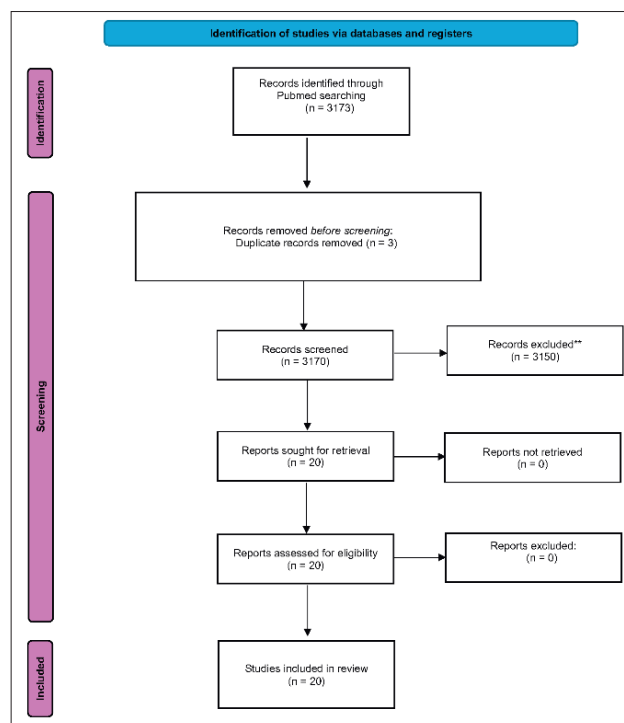 Identification of studies via databases and registers
Identification
Records identified through
Pubmed searching
(n = 3173)
Screening
Records removed before screening:
Duplicate records removed (n = 3)
Records screened
(n = 3170)
Records excluded**
(n = 3150)
Reports sought for retrieval
(n = 20)
Reports not retrieved
(n = 0)
Reports assessed for eligibility
(n = 20)
Reports excluded:
(n = 0)
Included
Studies included in review
(n = 20)